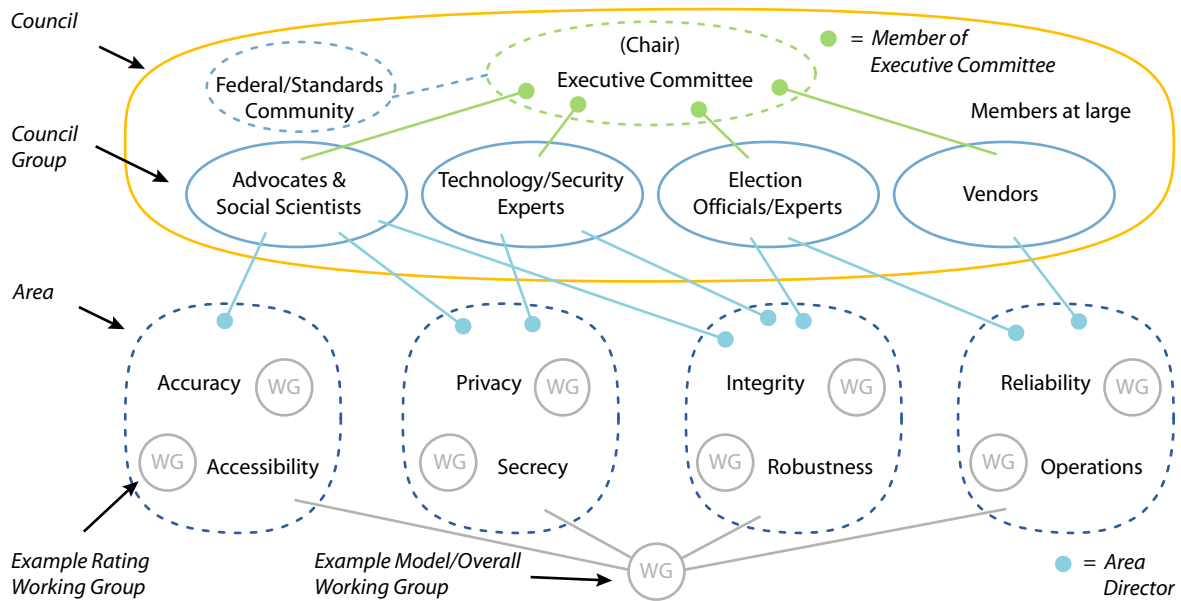 Council
(Chair)
Executive Committee
= Member of
Executive Committee
Federal/Standards
Community
Members at large
Council
Group
Advocates &
Social Scientists
Technology/Security
Experts
Election
Officials/Experts
Vendors
Area
Accuracy
WG
Privacy
WG
Integrity
WG
Reliability
WG
WG
Accessibility
WG
Secrecy
WG
Robustness
WG
Operations
Example Rating
Working Group
Example Model/Overall
Working Group
WG
= Area
Director